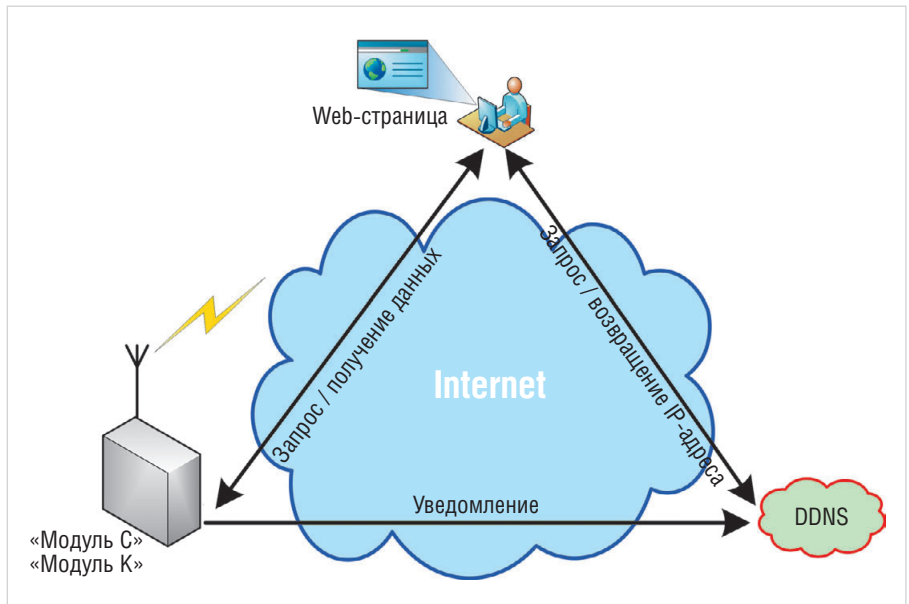 Web-страница
Запрос / получение данных
Запрос / возвращение IP-адреса
Internet
Уведомление
DDNS
«Модуль С»
«Модуль К»